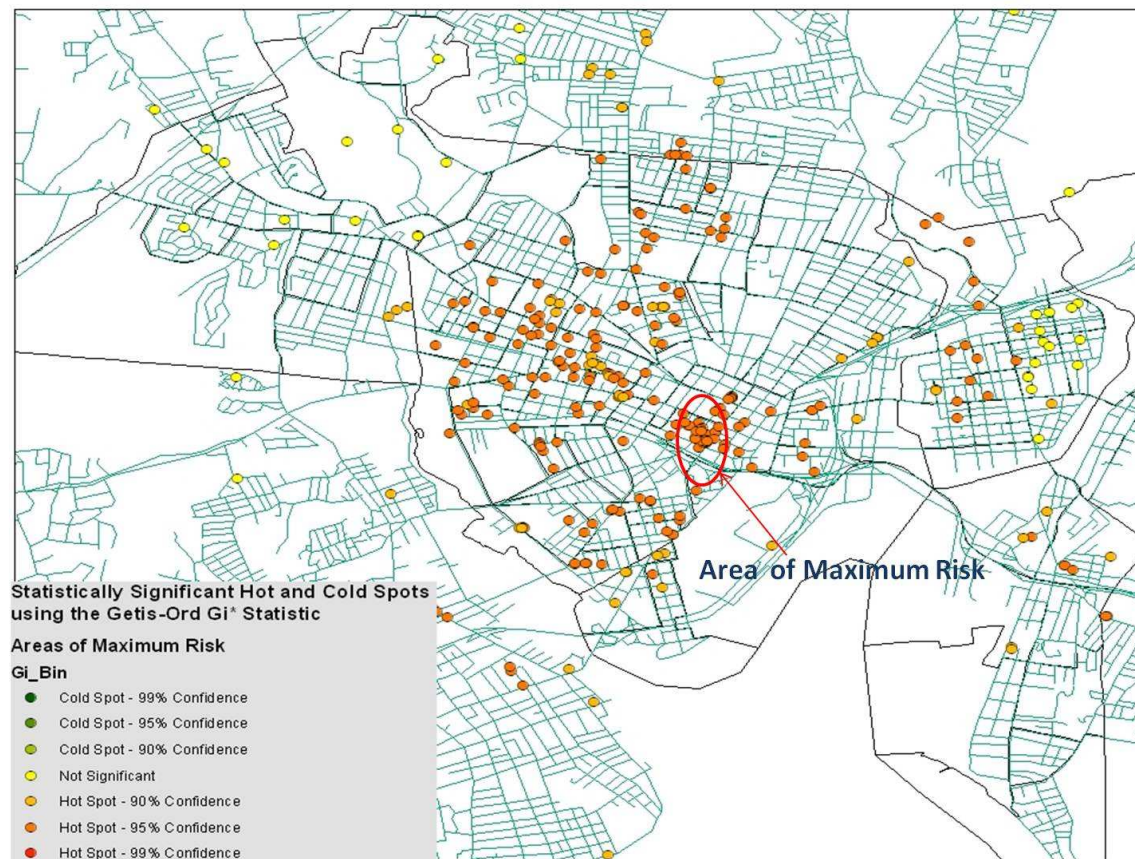 Area of Maximum Risk
Statistically Significant Hot and Cold Spots
using the Getis-Ord Gi* Statistic
Areas of Maximum Risk
Gi_Bin
Cold Spot - 99% Confidence
Cold Spot - 95% Confidence
Cold Spot - 90% Confidence
Not Significant
Hot Spot - 90% Confidence
Hot Spot - 95% Confidence
Hot Spot - 99% Confidence